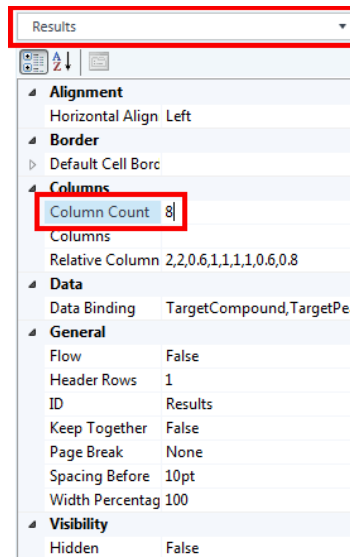 Results
Alignment
Horizontal Align Left
Border
Default Cell Borc
Columns
Column Count 8
Columns
Relative Column 2,2,0.6,1,1,1,1,0.6,0.8
Data
Data Binding TargetCompound,TargetPe
General
Flow False
Header Rows 1
ID Results
Keep Together False
Page Break None
Spacing Before 10pt
Width Percentag 100
Visibility
Hidden False